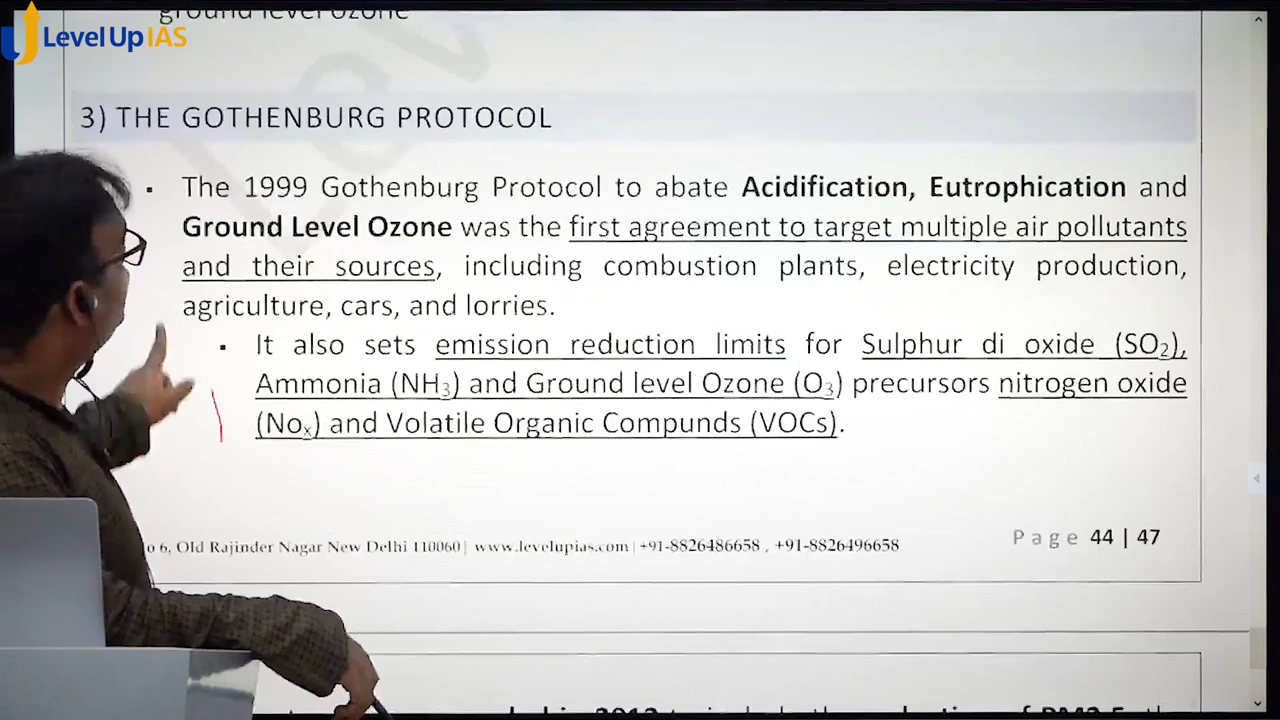 ground level ozone
LevelUp IAS
3) THE GOTHENBURG PROTOCOL
▪ The 1999 Gothenburg Protocol to abate Acidification, Eutrophication and
Ground Level Ozone was the first agreement to target multiple air pollutants
and their sources, including combustion plants, electricity production,
agriculture, cars, and lorries.
▪ It also sets emission reduction limits for Sulphur di oxide (SO₂),
Ammonia (NH₃) and Ground level Ozone (O₃) precursors nitrogen oxide
(Noₓ) and Volatile Organic Compunds (VOCs).
o 6, Old Rajinder Nagar New Delhi 110060 | www.levelupias.com | +91-8826486658 , +91-8826496658
Page 44 | 47